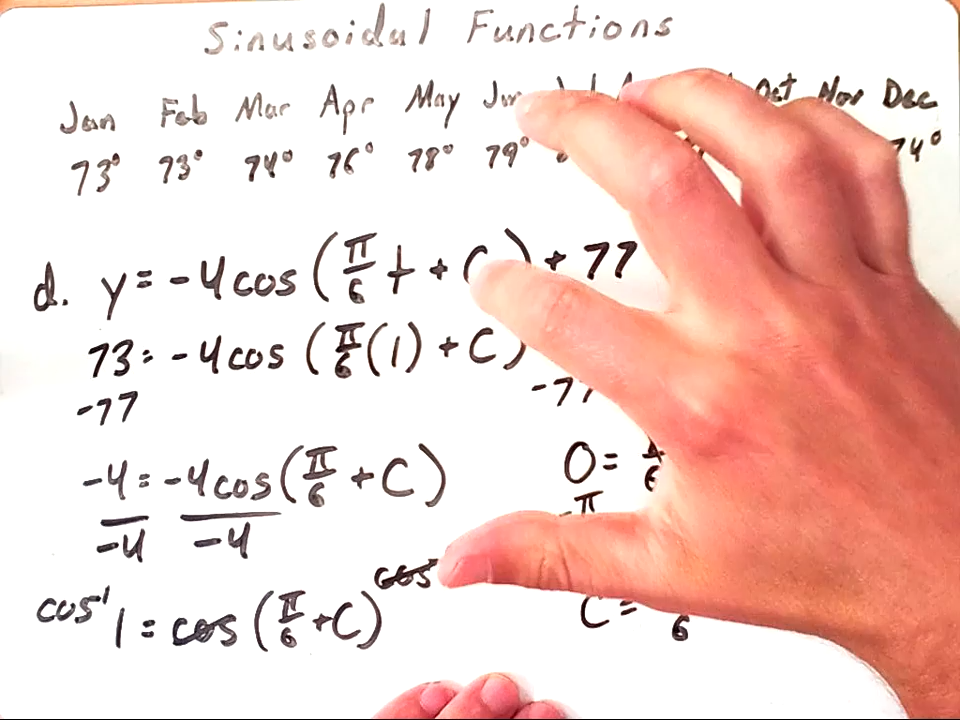 Sinusoidal Functions
Jan Feb Mar Apr May Jun Oct Nov Dec
73° 73° 74° 76° 78° 79° 74°
d. y = -4cos(π/6 t + C) + 77
73 = -4cos(π/6(1) + C)
-77 -77
-4 = -4cos(π/6 + C)
-4 -4
0 =
-π
cos⁻¹ 1 = cos(π/6 + C) cos⁻¹
C = 6